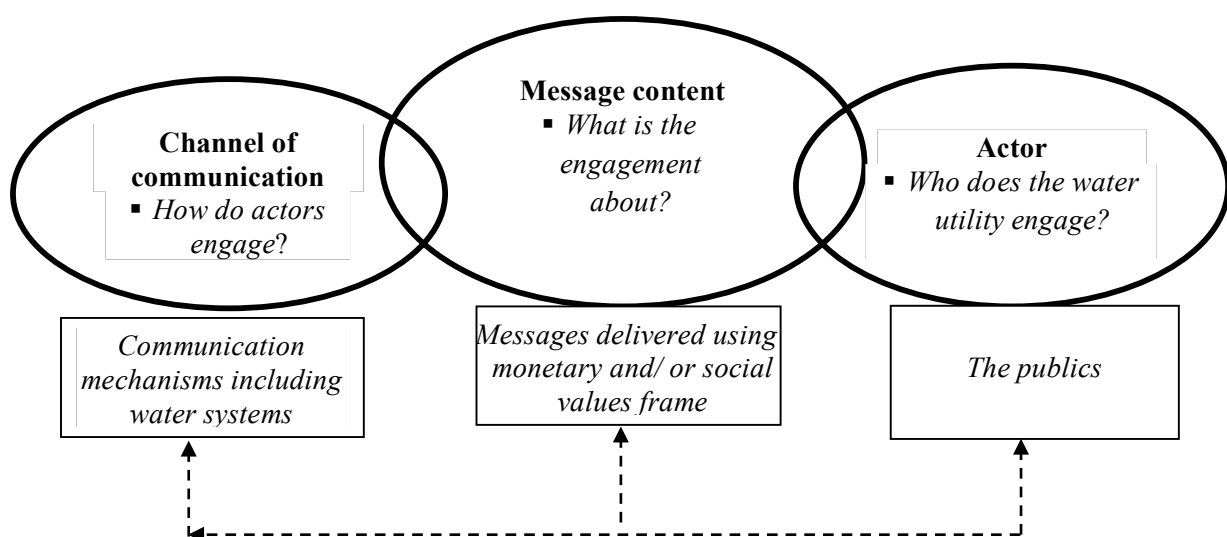 Channel of
communication
▪ How do actors
engage?
Message content
▪ What is the
engagement
about?
Actor
▪ Who does the water
utility engage?
Communication
mechanisms including
water systems
Messages delivered using
monetary and/ or social
values frame
The publics